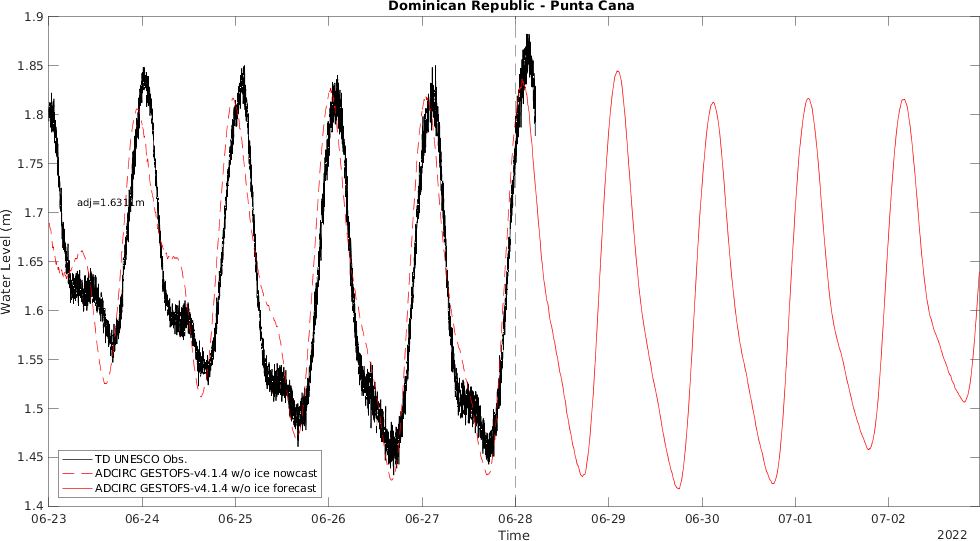 Dominican Republic - Punta Cana
1.9
1.85
1.8
1.75
1.7
1.65
1.6
1.55
1.5
1.45
1.4
Water Level (m)
adj=1.6311m
TD UNESCO Obs.
ADCIRC GESTOFS-v4.1.4 w/o ice nowcast
ADCIRC GESTOFS-v4.1.4 w/o ice forecast
06-23 06-24 06-25 06-26 06-27 06-28 06-29 06-30 07-01 07-02
Time
2022